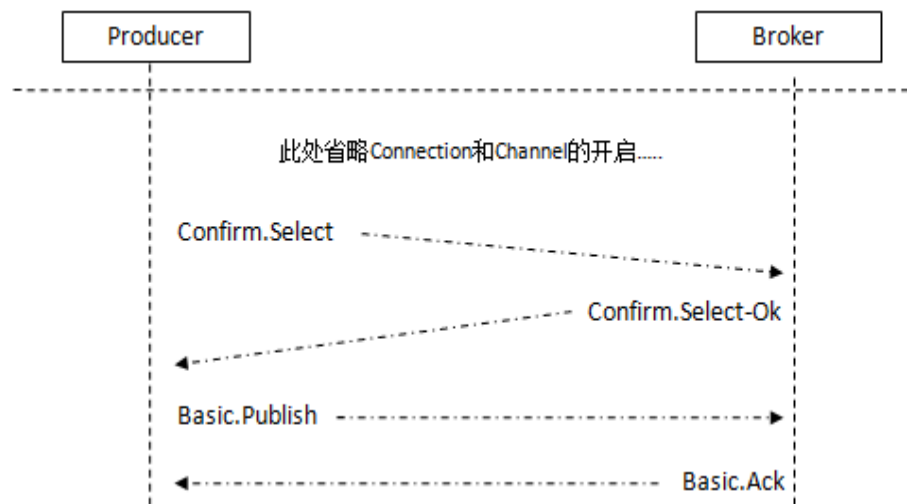 Producer
Broker
此处省略Connection和Channel的开启.....
Confirm.Select
Confirm.Select-Ok
Basic.Publish
Basic.Ack